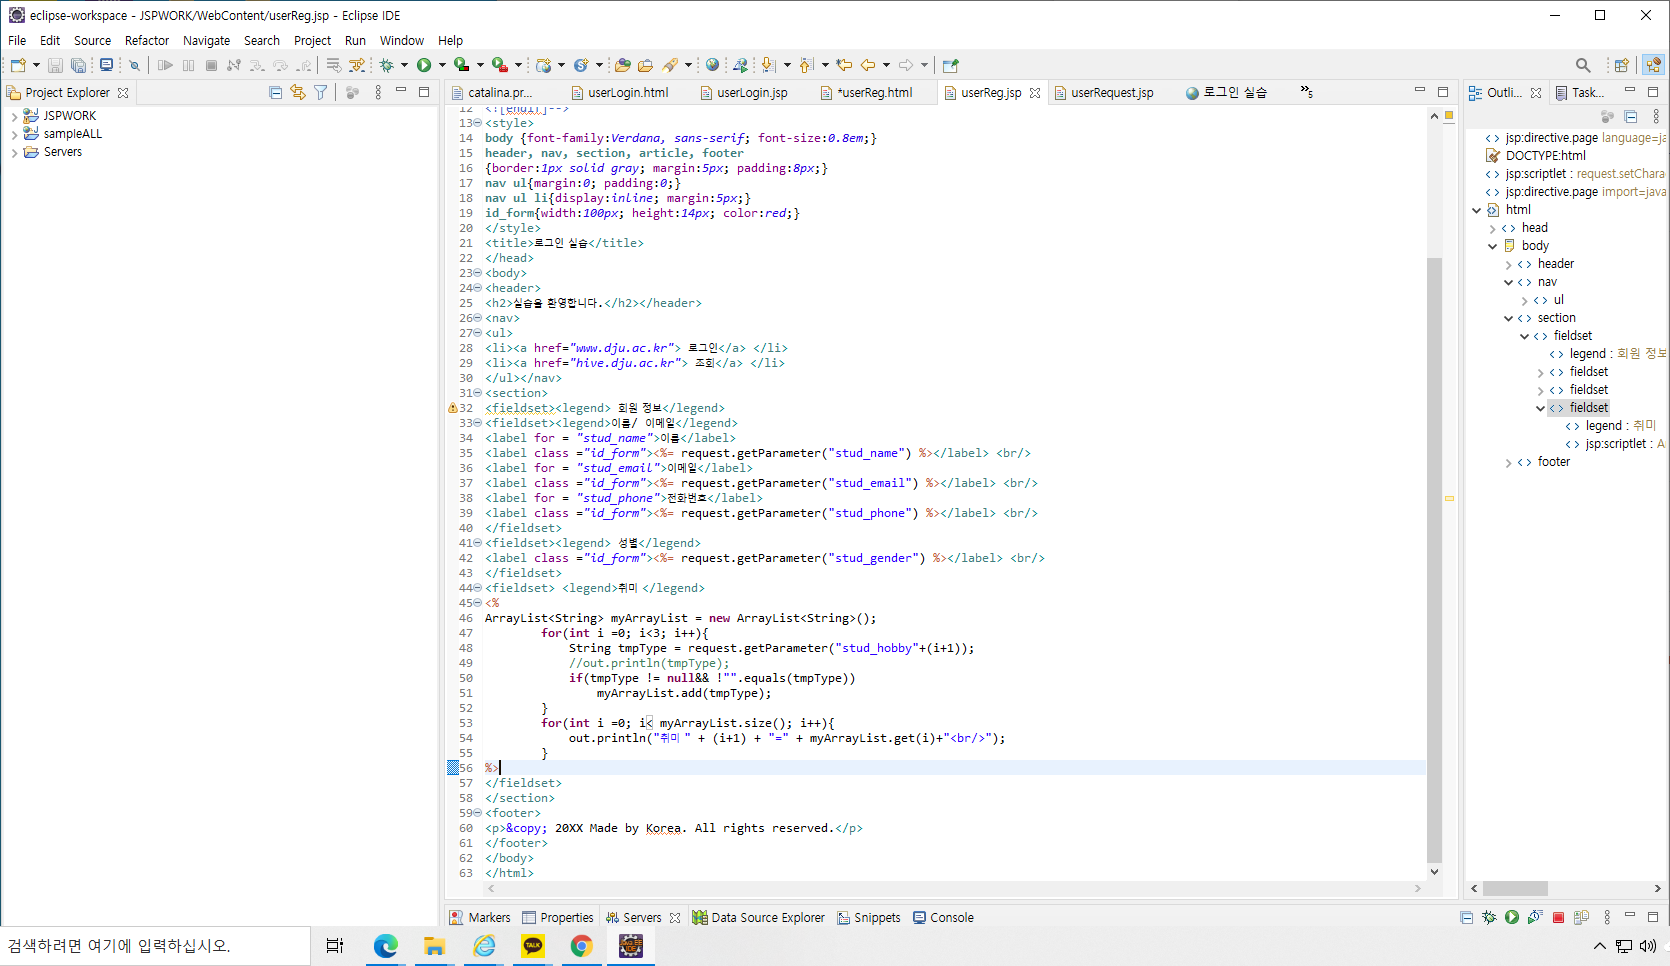 eclipse-workspace - JSPWORK/WebContent/userReg.jsp - Eclipse IDE
File Edit Source Refactor Navigate Search Project Run Window Help
Project Explorer
JSPWORK
sampleALL
Servers
catalina.pr... userLogin.html userLogin.jsp *userReg.html userReg.jsp userRequest.jsp 로그인 실습 »5
12 <![endif]-->
13 <style>
14 body {font-family:Verdana, sans-serif; font-size:0.8em;}
15 header, nav, section, article, footer
16 {border:1px solid gray; margin:5px; padding:8px;}
17 nav ul{margin:0; padding:0;}
18 nav ul li{display:inline; margin:5px;}
19 id_form{width:100px; height:14px; color:red;}
20 </style>
21 <title>로그인 실습</title>
22 </head>
23 <body>
24 <header>
25 <h2>실습을 환영합니다.</h2></header>
26 <nav>
27 <ul>
28 <li><a href="www.dju.ac.kr"> 로그인</a> </li>
29 <li><a href="hive.dju.ac.kr"> 조회</a> </li>
30 </ul></nav>
31 <section>
32 <fieldset><legend> 회원 정보</legend>
33 <fieldset><legend>이름/ 이메일</legend>
34 <label for = "stud_name">이름</label>
35 <label class ="id_form"><%= request.getParameter("stud_name") %></label> <br/>
36 <label for = "stud_email">이메일</label>
37 <label class ="id_form"><%= request.getParameter("stud_email") %></label> <br/>
38 <label for = "stud_phone">전화번호</label>
39 <label class ="id_form"><%= request.getParameter("stud_phone") %></label> <br/>
40 </fieldset>
41 <fieldset><legend> 성별</legend>
42 <label class ="id_form"><%= request.getParameter("stud_gender") %></label> <br/>
43 </fieldset>
44 <fieldset> <legend>취미 </legend>
45 <%
46 ArrayList<String> myArrayList = new ArrayList<String>();
47 for(int i =0; i<3; i++){
48 String tmpType = request.getParameter("stud_hobby"+(i+1));
49 //out.println(tmpType);
50 if(tmpType != null&& !"".equals(tmpType))
51 myArrayList.add(tmpType);
52 }
53 for(int i =0; i< myArrayList.size(); i++){
54 out.println("취미 " + (i+1) + "=" + myArrayList.get(i)+"<br/>");
55 }
56 %>
57 </fieldset>
58 </section>
59 <footer>
60 <p>&copy; 20XX Made by Korea. All rights reserved.</p>
61 </footer>
62 </body>
63 </html>
Outli... Task...
jsp:directive.page language=ja
DOCTYPE:html
jsp:scriptlet : request.setChara
jsp:directive.page import=java
html
head
body
header
nav
ul
section
fieldset
legend : 회원 정보
fieldset
fieldset
fieldset
legend : 취미
jsp:scriptlet : A
footer
Markers Properties Servers Data Source Explorer Snippets Console
검색하려면 여기에 입력하십시오.
TALK